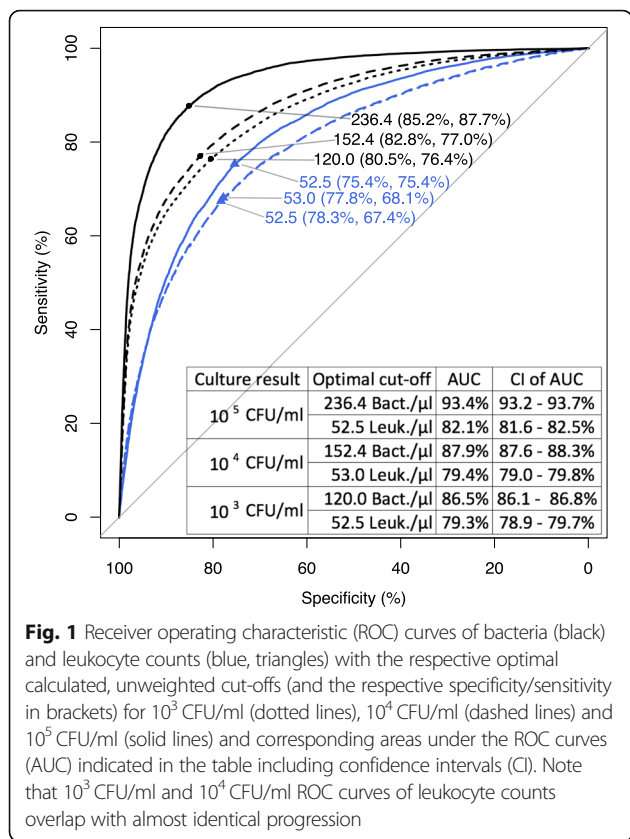 100
80
60
40
20
0
Sensitivity (%)
236.4 (85.2%, 87.7%)
152.4 (82.8%, 77.0%)
120.0 (80.5%, 76.4%)
52.5 (75.4%, 75.4%)
53.0 (77.8%, 68.1%)
52.5 (78.3%, 67.4%)
Culture result Optimal cut-off AUC CI of AUC
10⁵ CFU/ml 236.4 Bact./µl 93.4% 93.2 - 93.7%
52.5 Leuk./µl 82.1% 81.6 - 82.5%
10⁴ CFU/ml 152.4 Bact./µl 87.9% 87.6 - 88.3%
53.0 Leuk./µl 79.4% 79.0 - 79.8%
10³ CFU/ml 120.0 Bact./µl 86.5% 86.1 - 86.8%
52.5 Leuk./µl 79.3% 78.9 - 79.7%
100 80 60 40 20 0
Specificity (%)
Fig. 1 Receiver operating characteristic (ROC) curves of bacteria (black)
and leukocyte counts (blue, triangles) with the respective optimal
calculated, unweighted cut-offs (and the respective specificity/sensitivity
in brackets) for 10³ CFU/ml (dotted lines), 10⁴ CFU/ml (dashed lines) and
10⁵ CFU/ml (solid lines) and corresponding areas under the ROC curves
(AUC) indicated in the table including confidence intervals (CI). Note
that 10³ CFU/ml and 10⁴ CFU/ml ROC curves of leukocyte counts
overlap with almost identical progression